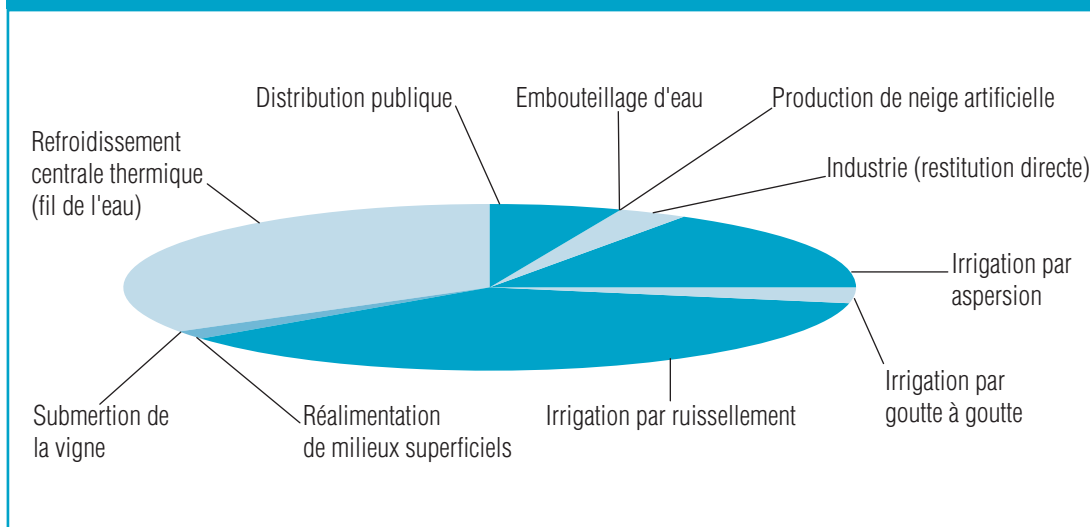 Distribution publique
Embouteillage d'eau
Production de neige artificielle
Refroidissement
centrale thermique
(fil de l'eau)
Industrie (restitution directe)
Irrigation par
aspersion
Irrigation par
goutte à goutte
Submertion de
la vigne
Réalimentation
de milieux superficiels
Irrigation par ruissellement